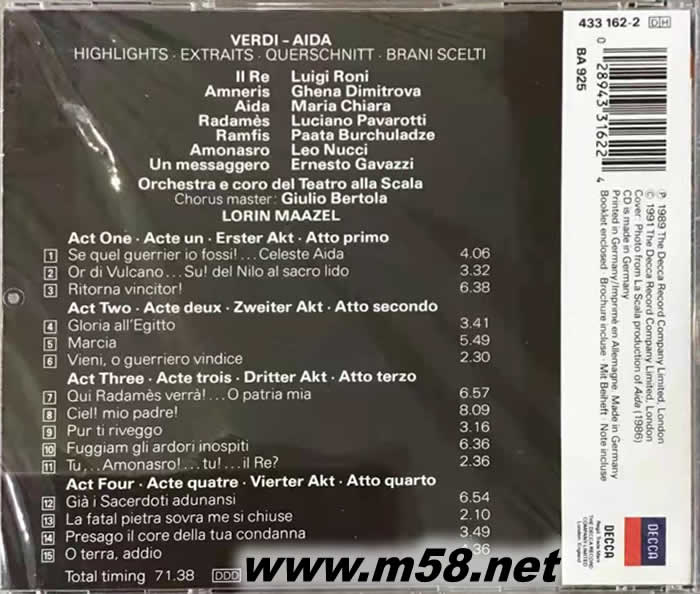 VERDI – AIDA
HIGHLIGHTS · EXTRAITS · QUERSCHNITT · BRANI SCELTI
Il Re Luigi Roni
Amneris Ghena Dimitrova
Aida Maria Chiara
Radamès Luciano Pavarotti
Ramfis Paata Burchuladze
Amonasro Leo Nucci
Un messaggero Ernesto Gavazzi
Orchestra e coro del Teatro alla Scala
Chorus master: Giulio Bertola
LORIN MAAZEL
Act One · Acte un · Erster Akt · Atto primo
1 Se quel guerrier io fossi!... Celeste Aida 4.06
2 Or di Vulcano... Su! del Nilo al sacro lido 3.32
3 Ritorna vincitor! 6.38
Act Two · Acte deux · Zweiter Akt · Atto secondo
4 Gloria all'Egitto 3.41
5 Marcia 5.49
6 Vieni, o guerriero vindice 2.30
Act Three · Acte trois · Dritter Akt · Atto terzo
7 Qui Radamès verrà!... O patria mia 6.57
8 Ciel! mio padre! 8.09
9 Pur ti riveggo 3.16
10 Fuggiam gli ardori inospiti 6.36
11 Tu,... Amonasro!... tu!... il Re? 2.36
Act Four · Acte quatre · Vierter Akt · Atto quarto
12 Già i Sacerdoti adunansi 6.54
13 La fatal pietra sovra me si chiuse 2.10
14 Presago il core della tua condanna 3.49
15 O terra, addio
Total timing 71.38 DDD
www.m58.net
433 162-2 DH
0 28943 31622 4
BA 925
Ⓟ 1989 The Decca Record Company Limited, London
© 1991 The Decca Record Company Limited, London
Cover: Photo from La Scala production of Aida (1986)
CD is made in Germany
Printed in Germany/Imprimé en Allemagne. Made in Germany
Booklet enclosed · Brochure incluse · Mit Beiheft · Note incluse
DECCA
DECCA
Regd. Trade Mark
THE DECCA RECORD
COMPANY LIMITED
London, England